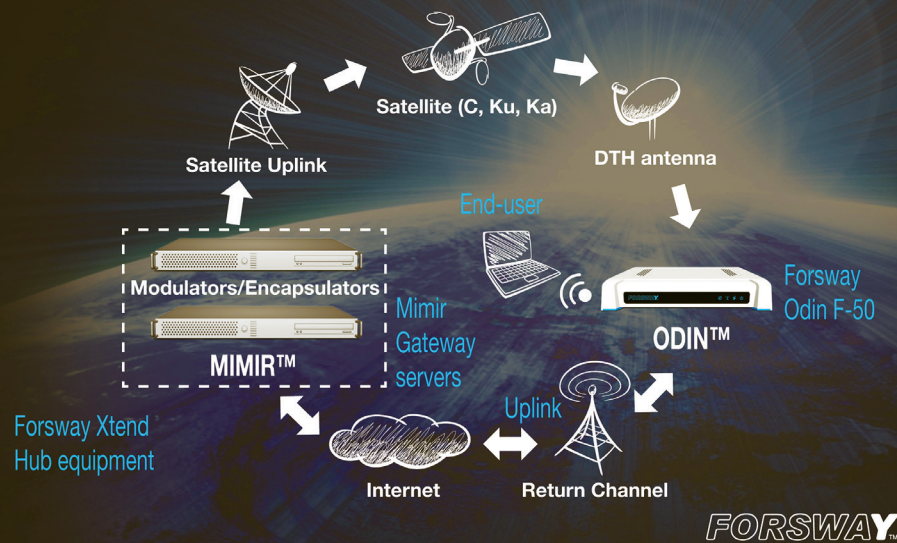 Satellite (C, Ku, Ka)
Satellite Uplink
DTH antenna
End-user
Modulators/Encapsulators
MIMIR™
Mimir
Gateway
servers
FORSWAY
ODIN™
Forsway
Odin F-50
Forsway Xtend
Hub equipment
Uplink
Internet
Return Channel
FORSWAY™